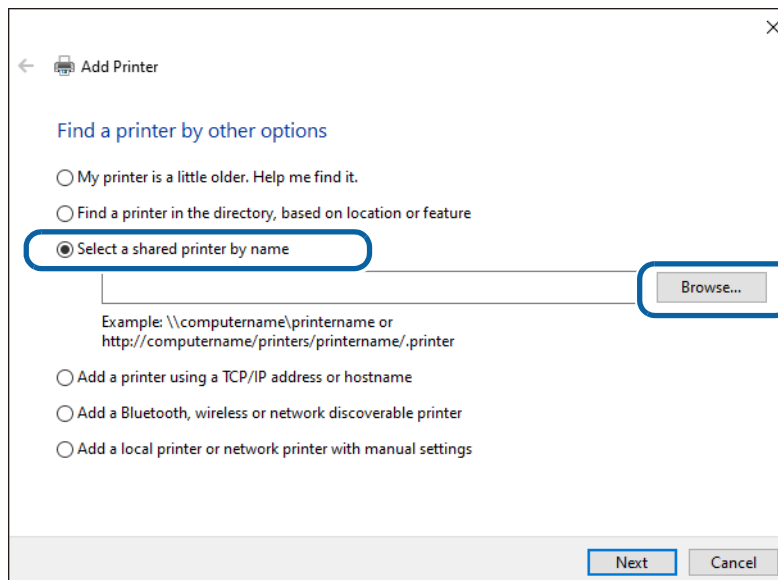 Add Printer
Find a printer by other options
My printer is a little older. Help me find it.
Find a printer in the directory, based on location or feature
Select a shared printer by name
Browse...
Example: \\computername\printername or
http://computername/printers/printername/.printer
Add a printer using a TCP/IP address or hostname
Add a Bluetooth, wireless or network discoverable printer
Add a local printer or network printer with manual settings
Next Cancel